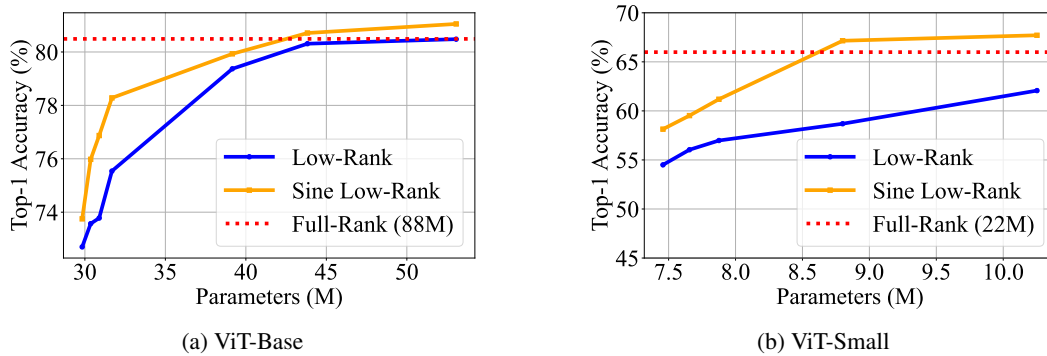 Top-1 Accuracy (%)
80
78
76
74
Low-Rank
Sine Low-Rank
Full-Rank (88M)
30 35 40 45 50
Parameters (M)
(a) ViT-Base
Top-1 Accuracy (%)
70
65
60
55
50
45
Low-Rank
Sine Low-Rank
Full-Rank (22M)
7.5 8.0 8.5 9.0 9.5 10.0
Parameters (M)
(b) ViT-Small